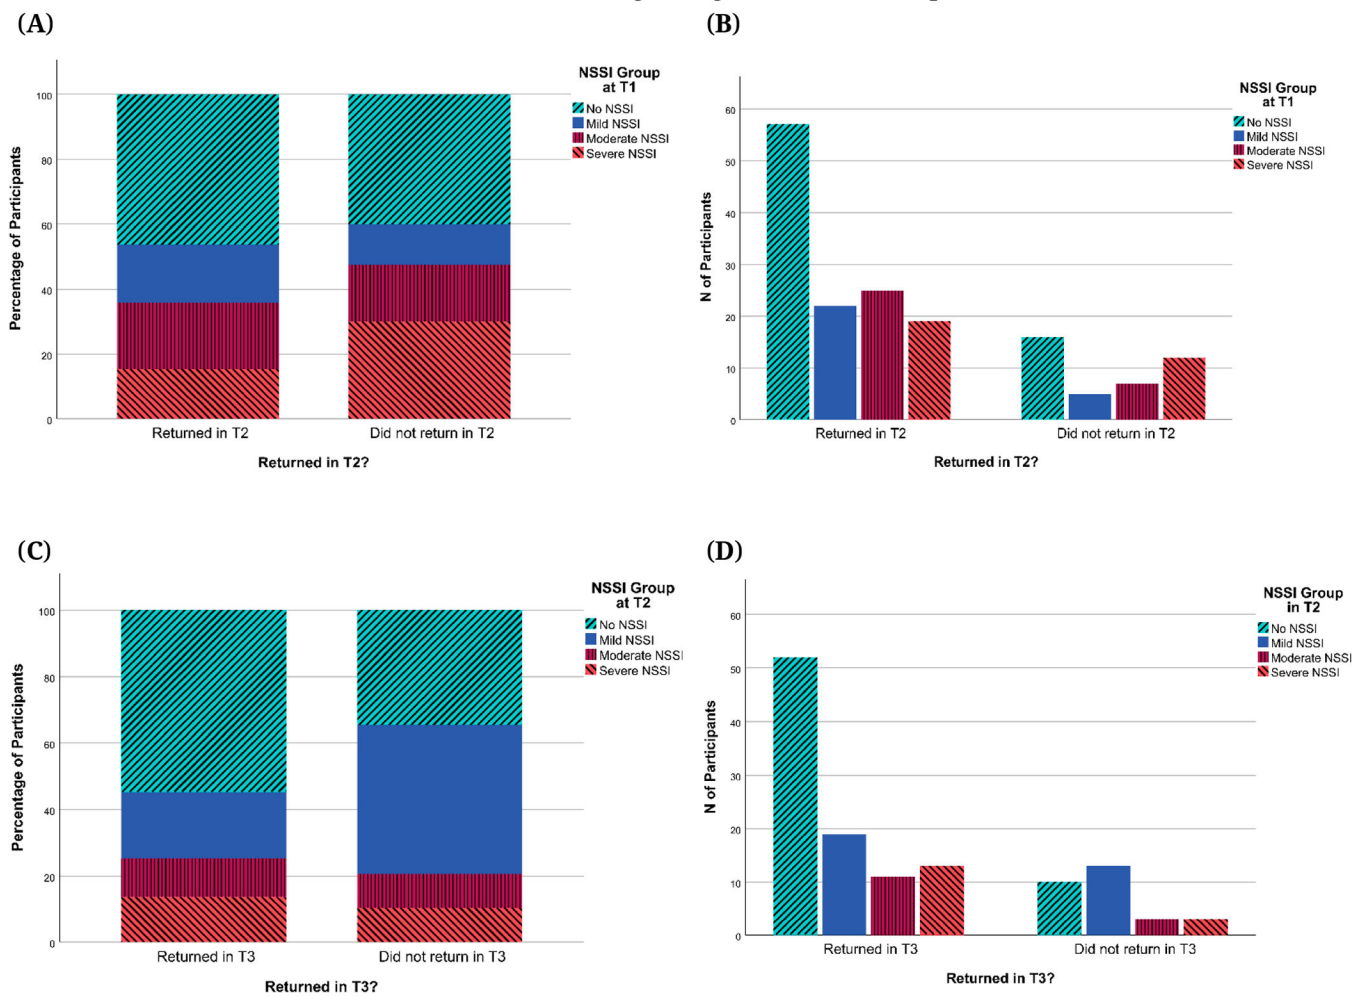 (A)
NSSI Group
at T1
No NSSI
Mild NSSI
Moderate NSSI
Severe NSSI
Percentage of Participants
100
80
60
40
20
0
Returned in T2
Did not return in T2
Returned in T2?
(B)
NSSI Group
at T1
No NSSI
Mild NSSI
Moderate NSSI
Severe NSSI
N of Participants
60
50
40
30
20
10
0
Returned in T2
Did not return in T2
Returned in T2?
(C)
NSSI Group
at T2
No NSSI
Mild NSSI
Moderate NSSI
Severe NSSI
Percentage of Participants
100
80
60
40
20
0
Returned in T3
Did not return in T3
Returned in T3?
(D)
NSSI Group
in T2
No NSSI
Mild NSSI
Moderate NSSI
Severe NSSI
N of Participants
60
50
40
30
20
10
0
Returned in T3
Did not return in T3
Returned in T3?